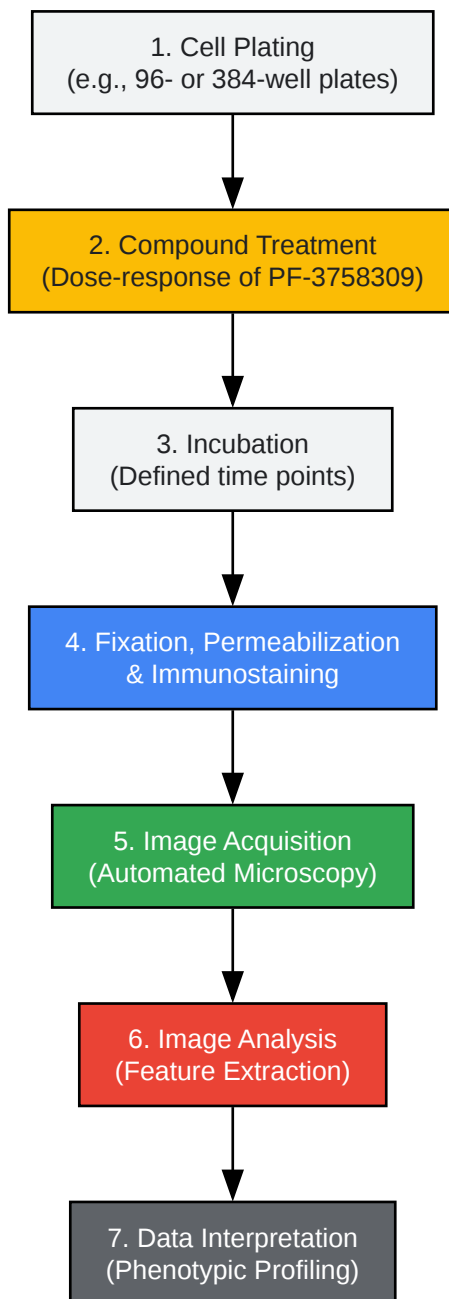 1. Cell Plating
(e.g., 96- or 384-well plates)
2. Compound Treatment
(Dose-response of PF-3758309)
3. Incubation
(Defined time points)
4. Fixation, Permeabilization
& Immunostaining
5. Image Acquisition
(Automated Microscopy)
6. Image Analysis
(Feature Extraction)
7. Data Interpretation
(Phenotypic Profiling)